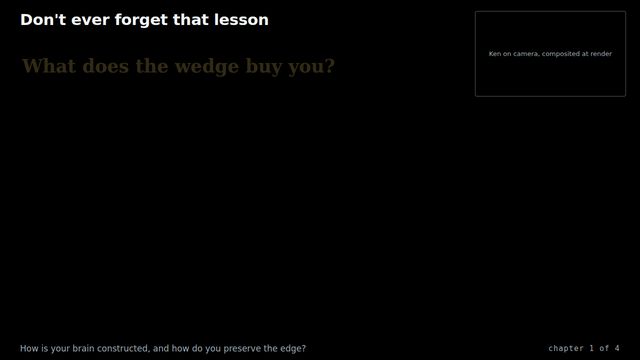 Don't ever forget that lesson
Ken on camera, composited at render
What does the wedge buy you?
How is your brain constructed, and how do you preserve the edge?
chapter 1 of 4